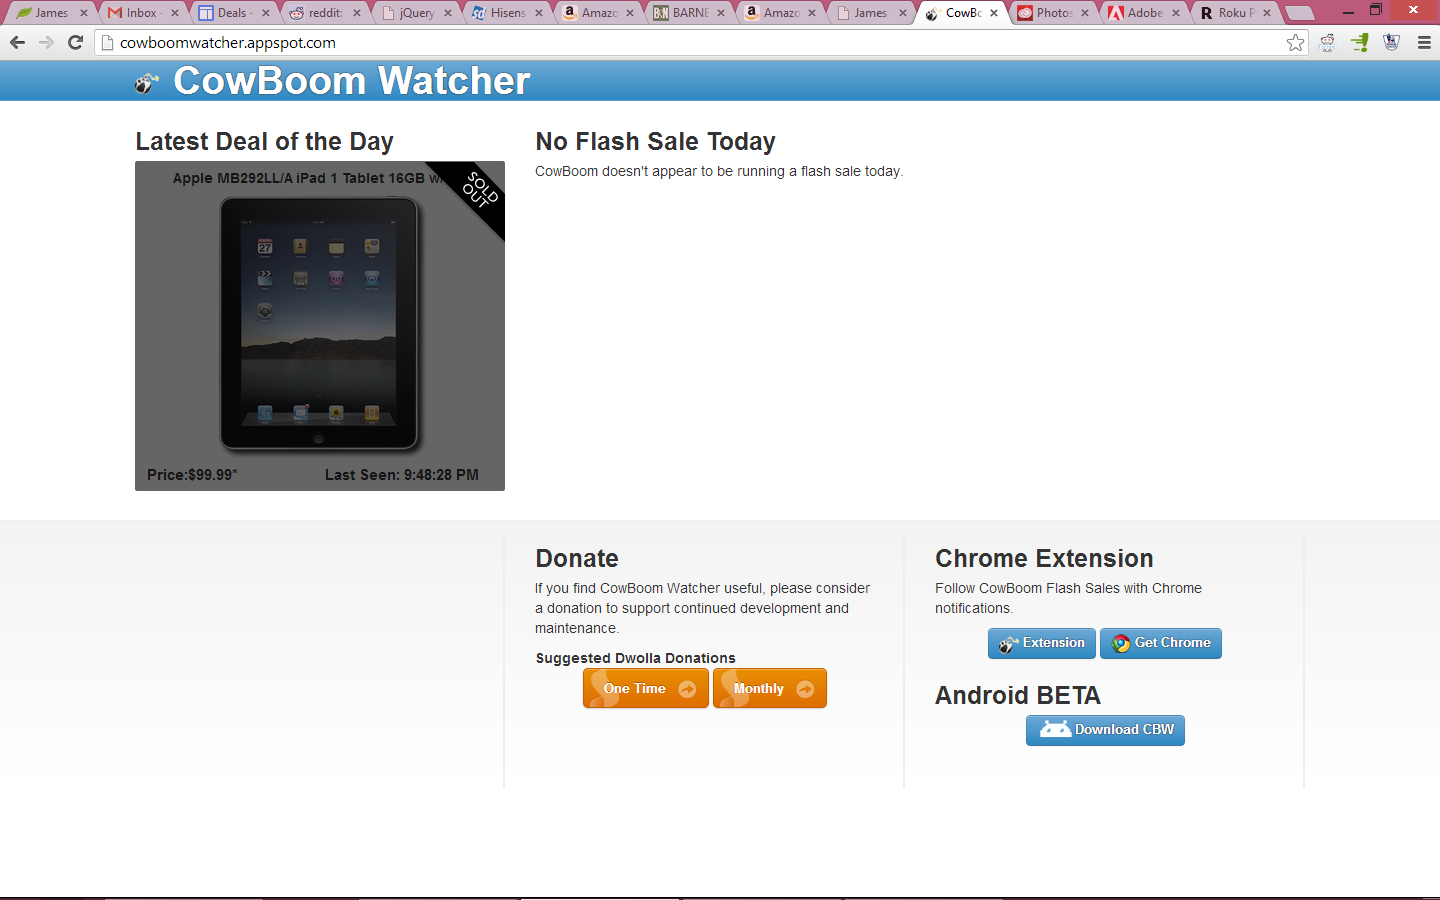 James
Inbox -
Deals -
reddit:
jQuery
Hisens
Amazo
BARNE
Amazo
James
CowBo
Photos
Adobe
Roku P
cowboomwatcher.appspot.com
CowBoom Watcher
Latest Deal of the Day
Apple MB292LL/A iPad 1 Tablet 16GB w
SOLD
OUT
27
Price:$99.99*
Last Seen: 9:48:28 PM
No Flash Sale Today
CowBoom doesn't appear to be running a flash sale today.
Donate
If you find CowBoom Watcher useful, please consider
a donation to support continued development and
maintenance.
Suggested Dwolla Donations
One Time
Monthly
Chrome Extension
Follow CowBoom Flash Sales with Chrome
notifications.
Extension
Get Chrome
Android BETA
Download CBW